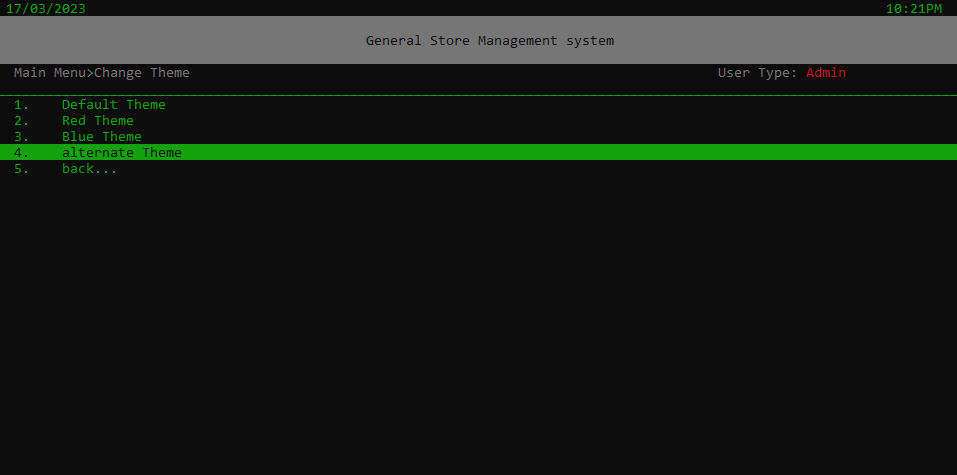 17/03/2023 10:21PM
General Store Management system
Main Menu>Change Theme User Type: Admin
1. Default Theme
2. Red Theme
3. Blue Theme
4. alternate Theme
5. back...